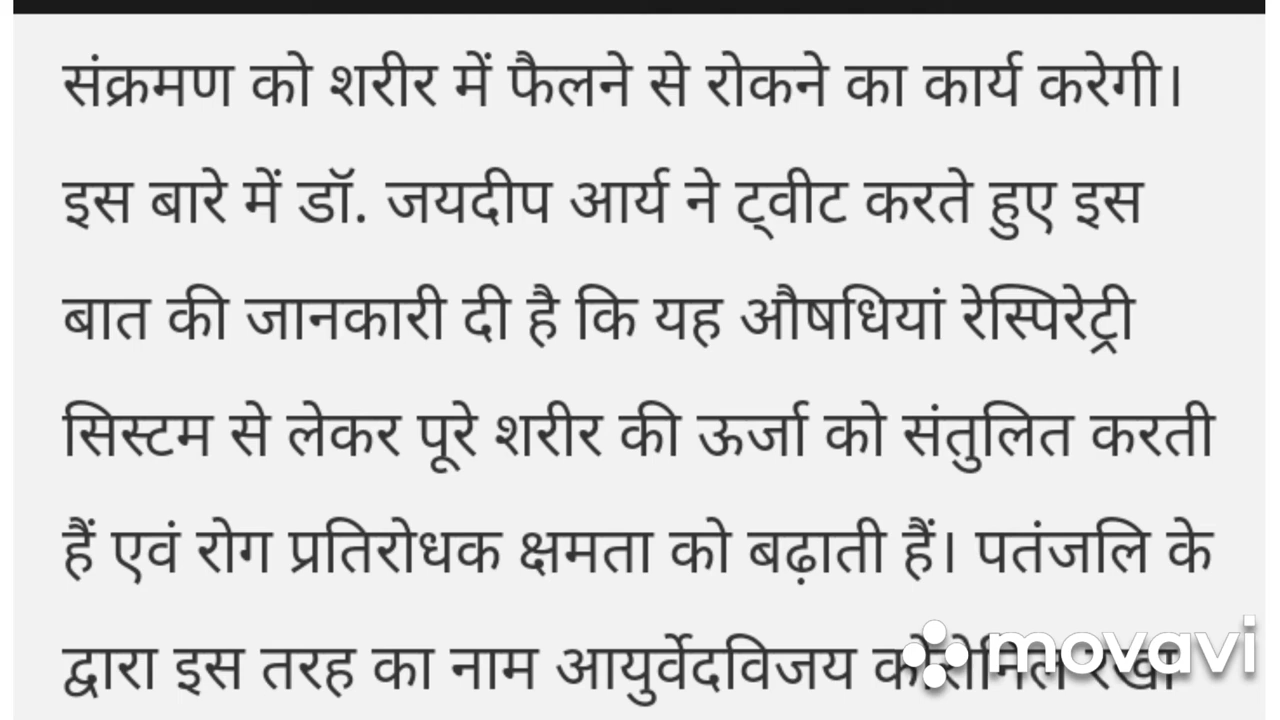 संक्रमण को शरीर में फैलने से रोकने का कार्य करेगी।
इस बारे में डॉ. जयदीप आर्य ने ट्वीट करते हुए इस
बात की जानकारी दी है कि यह औषधियां रेस्पिरेट्री
सिस्टम से लेकर पूरे शरीर की ऊर्जा को संतुलित करती
हैं एवं रोग प्रतिरोधक क्षमता को बढ़ाती हैं। पतंजलि के
द्वारा इस तरह का नाम आयुर्वेदविजय रखा
movavi